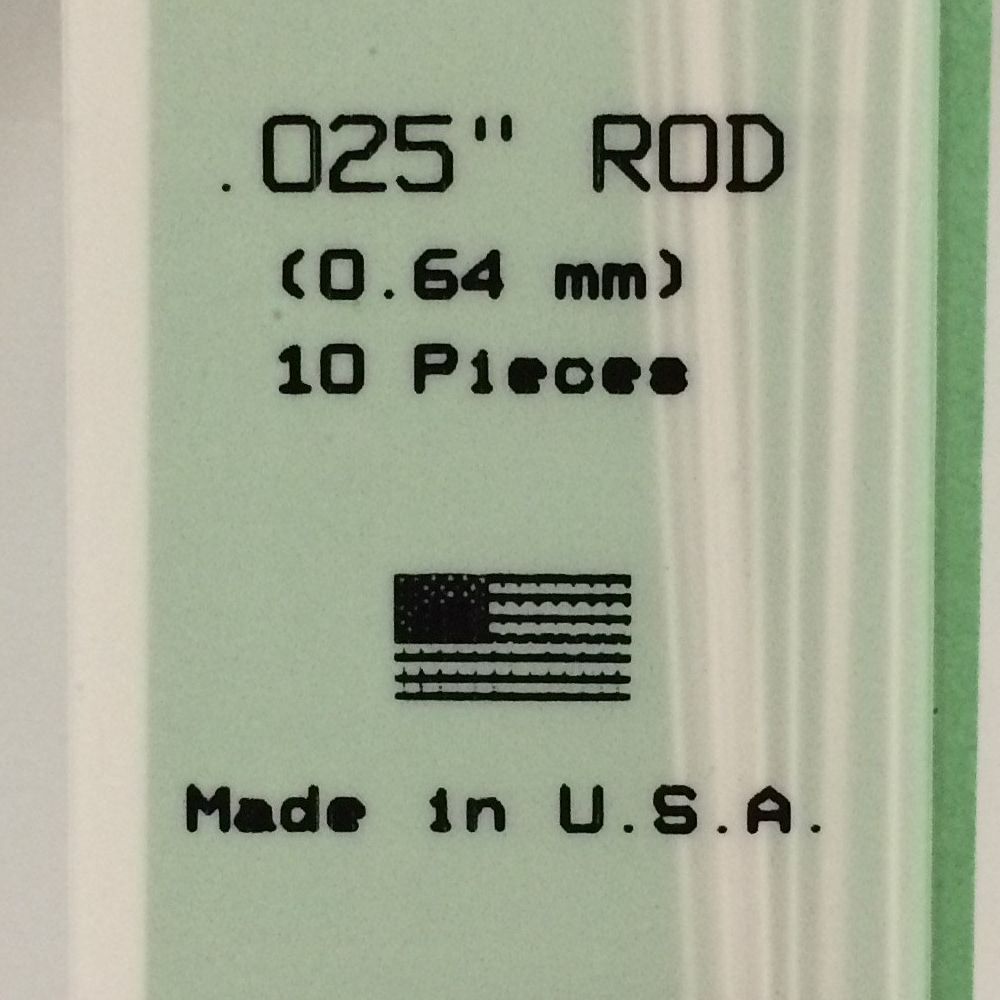 .025" ROD
(0.64 mm)
10 Pieces
Made in U.S.A.